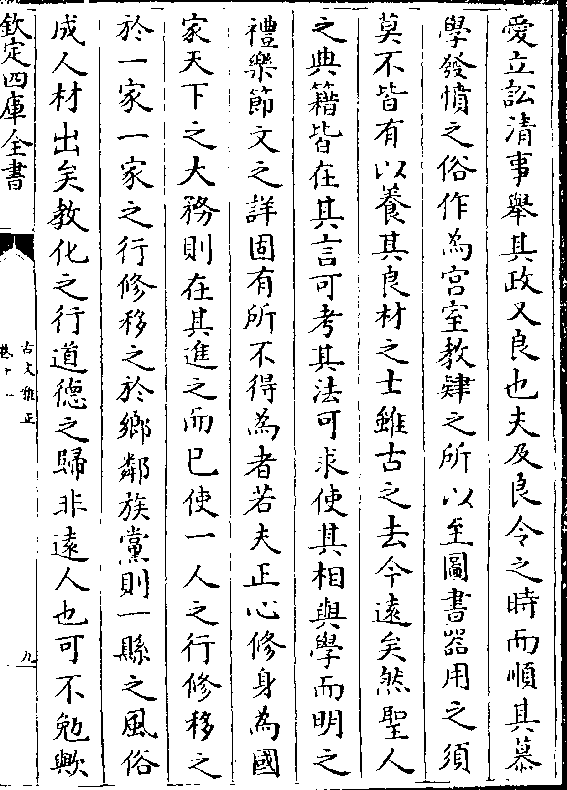 愛立訟清事舉其政又良也夫及良令之時而順其慕
學發憤之俗作為宫室教肄之所以至圖書器用之須
莫不皆有以養其良材之士雖古之去今遠矣然聖人
之典籍皆在其言可考其法可求使其相與學而明之
禮樂節文之詳固有所不得為者若夫正心修身為國
家天下之大務則在其進之而已使一人之行修移之
於一家一家之行修移之於鄉鄰族黨則一縣之風俗
成人材出矣教化之行道德之歸非遠人也可不勉歟
欽定四庫全書
古文雅正
卷十一
九